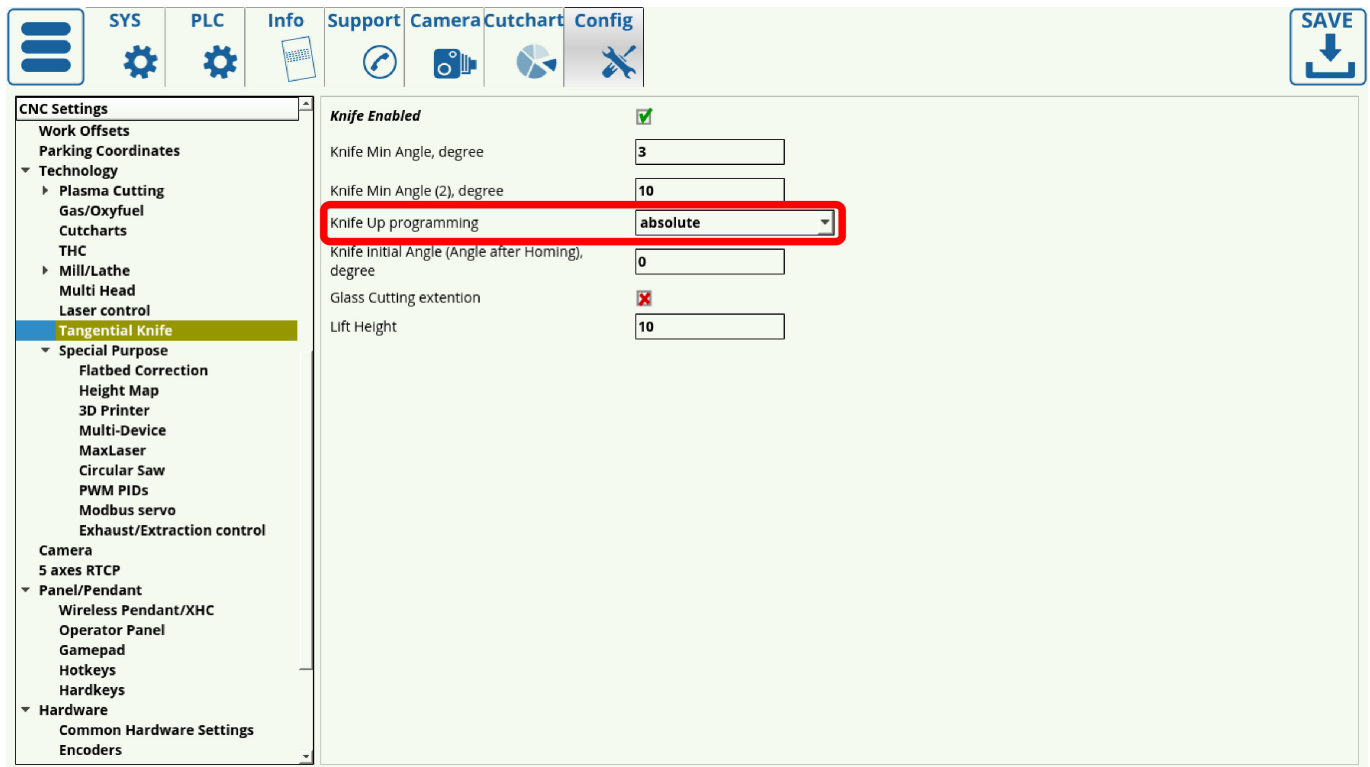 SYS
PLC
Info
Support
Camera
Cutchart
Config
SAVE
CNC Settings
Work Offsets
Parking Coordinates
Technology
Plasma Cutting
Gas/Oxyfuel
Cutcharts
THC
Mill/Lathe
Multi Head
Laser control
Tangential Knife
Special Purpose
Flatbed Correction
Height Map
3D Printer
Multi-Device
MaxLaser
Circular Saw
PWM PIDs
Modbus servo
Exhaust/Extraction control
Camera
5 axes RTCP
Panel/Pendant
Wireless Pendant/XHC
Operator Panel
Gamepad
Hotkeys
Hardkeys
Hardware
Common Hardware Settings
Encoders
Knife Enabled
Knife Min Angle, degree
3
Knife Min Angle (2), degree
10
Knife Up programming
absolute
Knife initial Angle (Angle after Homing),
degree
0
Glass Cutting extention
Lift Height
10